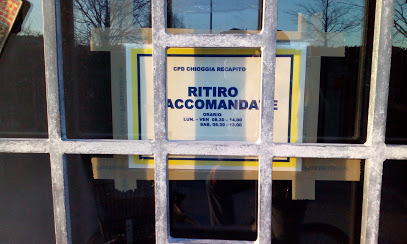 CPD CHIOGGIA RECAPITO
RITIRO
ACCOMANDATE
ORARIO
LUN. - VEN 08,30 - 14,00
SAB. 08,30 - 13,00